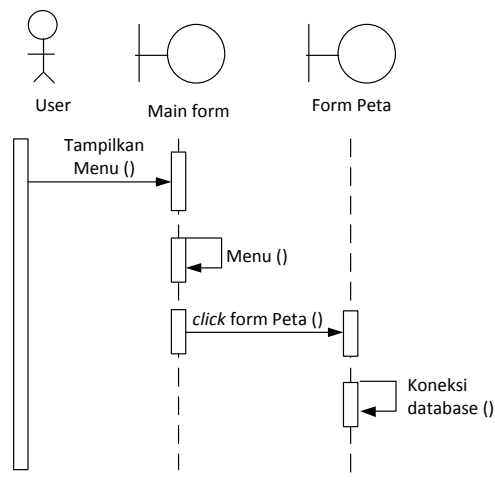 User
Main form
Form Peta
Tampilkan
Menu ()
Menu ()
click form Peta ()
Koneksi
database ()